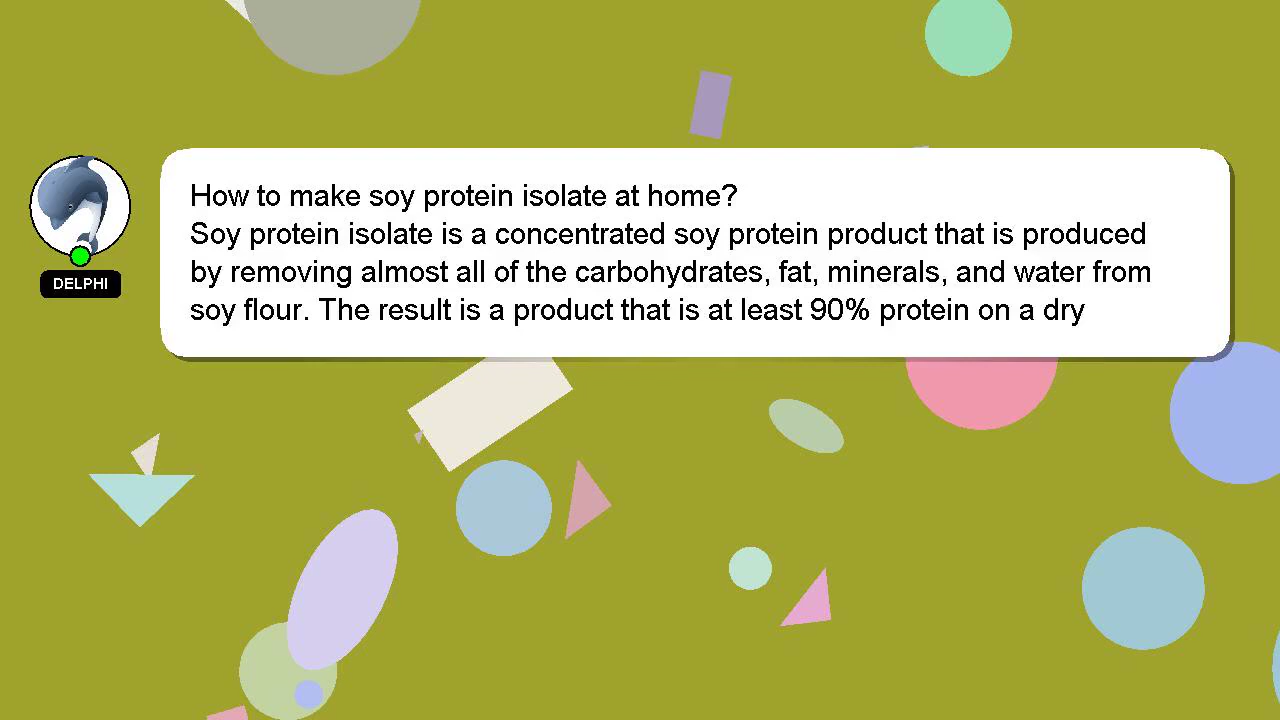 How to make soy protein isolate at home?
Soy protein isolate is a concentrated soy protein product that is produced
by removing almost all of the carbohydrates, fat, minerals, and water from
soy flour. The result is a product that is at least 90% protein on a dry
DELPHI